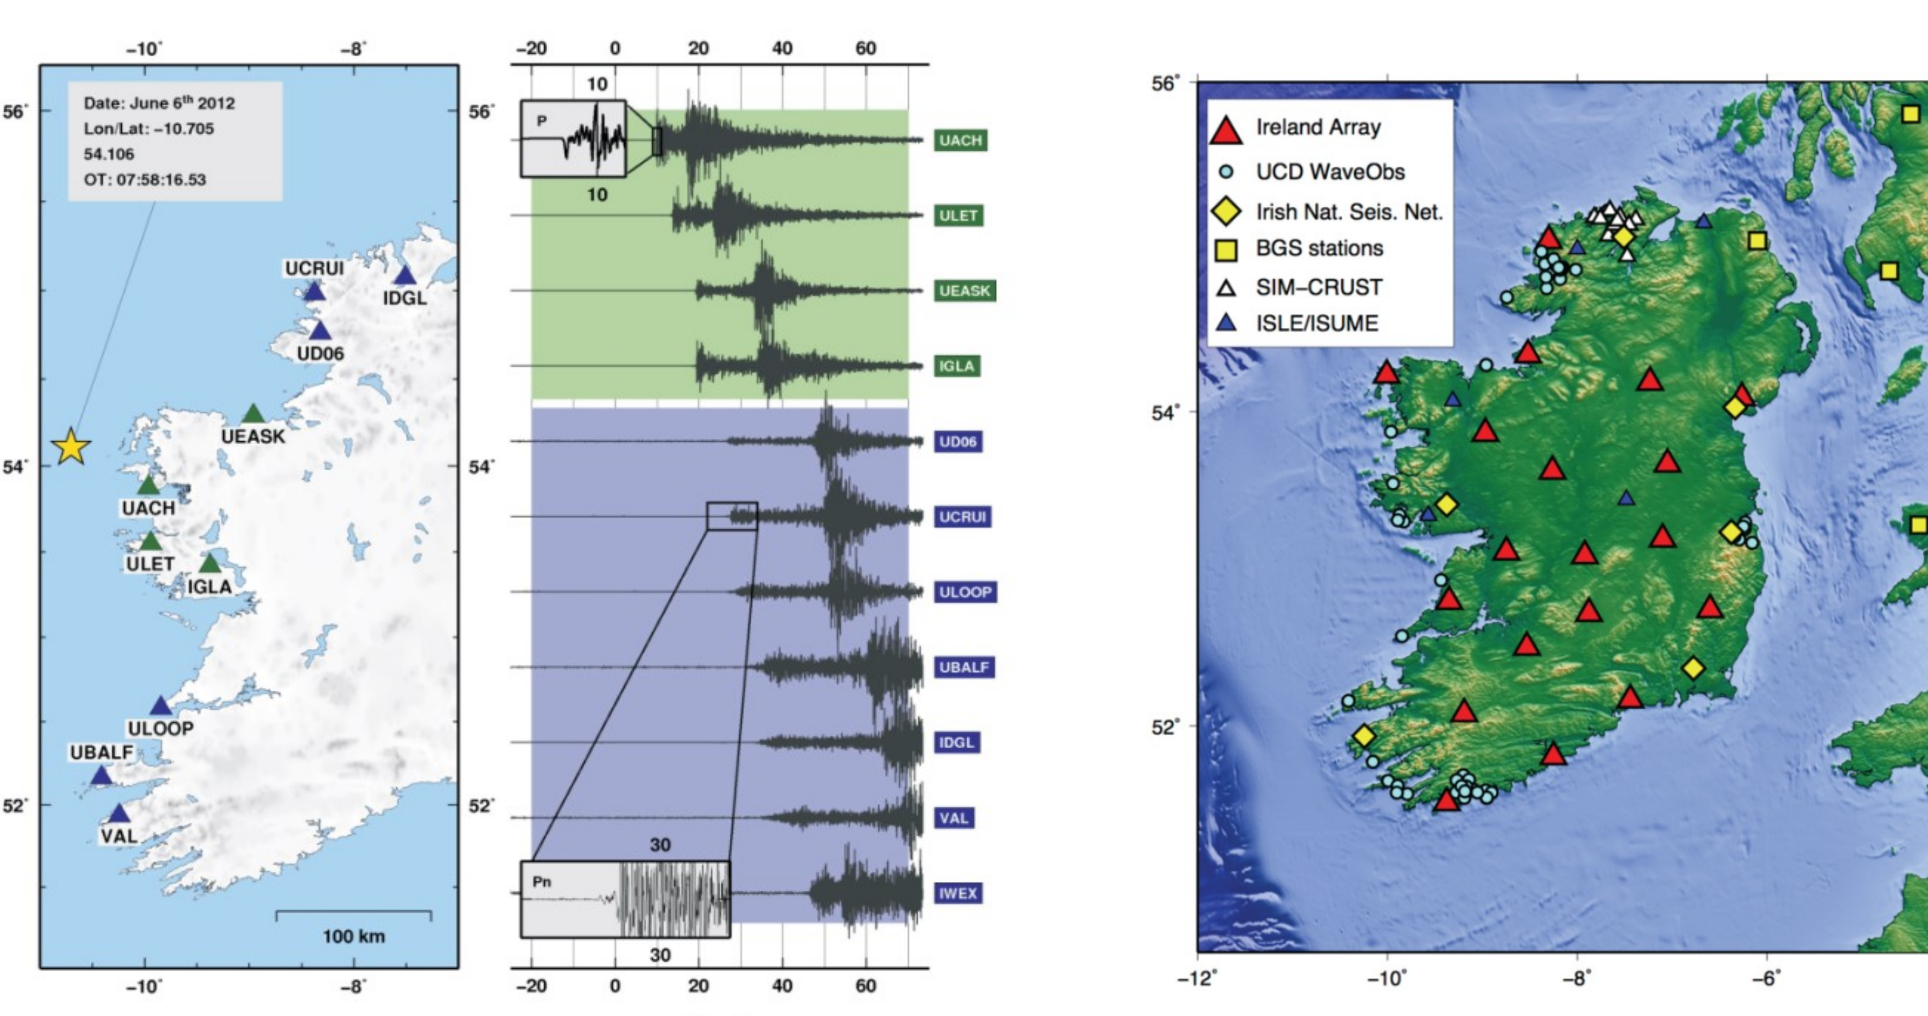 −10°
−8°
56°
54°
52°
Date: June 6th 2012
Lon/Lat: −10.705
54.106
OT: 07:58:16.53
UCRUI
IDGL
UD06
UEASK
UACH
ULET
IGLA
ULOOP
UBALF
VAL
100 km
−10°
−8°
−20
0
20
40
60
56°
54°
52°
10
P
10
UACH
ULET
UEASK
IGLA
UD06
UCRUI
ULOOP
UBALF
IDGL
VAL
IWEX
30
Pn
30
−20
0
20
40
60
56°
54°
52°
Ireland Array
UCD WaveObs
Irish Nat. Seis. Net.
BGS stations
SIM−CRUST
ISLE/ISUME
−12°
−10°
−8°
−6°